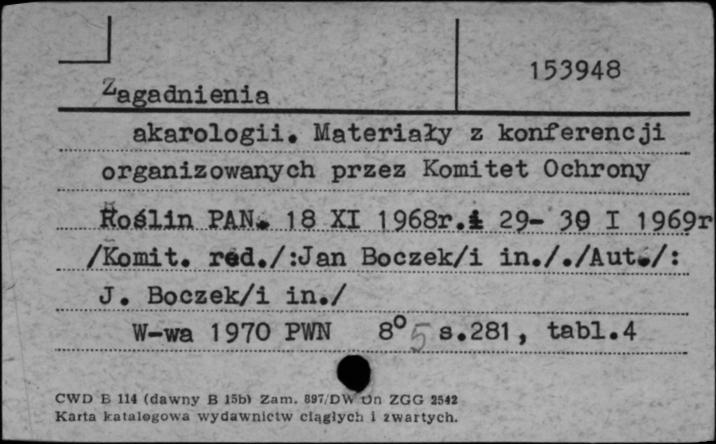 153948
Zagadnienia
akarologii. Materiały z konferencji
organizowanych przez Komitet Ochrony
Roślin PAN. 18 XI 1968r.i 29- 30 I 1969r
/Komit. red./:Jan Boczek/i in./. /Aut./:
J. Boczek/i in./
W-wa 1970 PWN 8° 5 s.281, tabl.4
CWD B 114 (dawny B 15b) Zam. 897/DW Un ZGG 2542
Karta katalogowa wydawnictw ciągłych i zwartych.